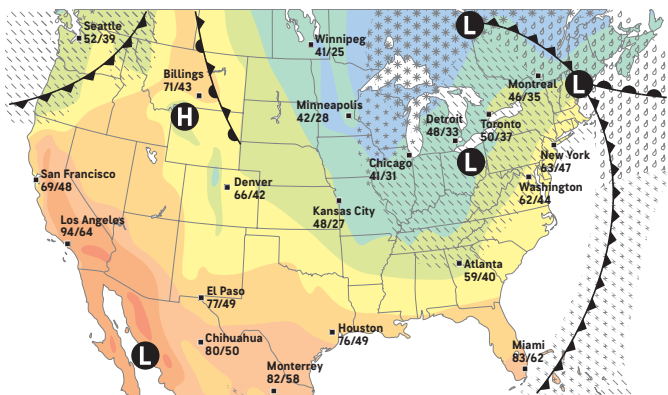 Seattle
52/39
Winnipeg
41/25
L
Billings
71/43
H
Minneapolis
42/28
Montreal
46/35
L
Detroit
48/33
Toronto
50/37
Chicago
41/31
L
New York
63/47
San Francisco
69/48
Denver
66/42
Washington
62/44
Kansas City
48/27
Los Angeles
94/64
Atlanta
59/40
El Paso
77/49
Chihuahua
80/50
Houston
76/49
L
Miami
83/62
Monterrey
82/58